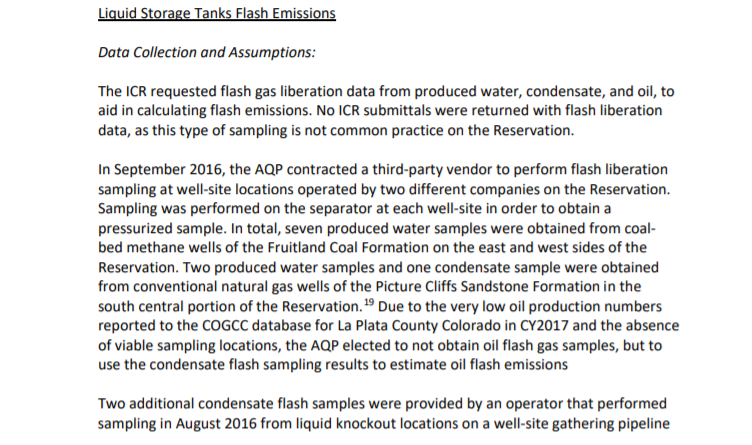 Liquid Storage Tanks Flash Emissions
Data Collection and Assumptions:
The ICR requested flash gas liberation data from produced water, condensate, and oil, to
aid in calculating flash emissions. No ICR submittals were returned with flash liberation
data, as this type of sampling is not common practice on the Reservation.
In September 2016, the AQP contracted a third-party vendor to perform flash liberation
sampling at well-site locations operated by two different companies on the Reservation.
Sampling was performed on the separator at each well-site in order to obtain a
pressurized sample. In total, seven produced water samples were obtained from coal-
bed methane wells of the Fruitland Coal Formation on the east and west sides of the
Reservation. Two produced water samples and one condensate sample were obtained
from conventional natural gas wells of the Picture Cliffs Sandstone Formation in the
south central portion of the Reservation.19 Due to the very low oil production numbers
reported to the COGCC database for La Plata County Colorado in CY2017 and the absence
of viable sampling locations, the AQP elected to not obtain oil flash gas samples, but to
use the condensate flash sampling results to estimate oil flash emissions
Two additional condensate flash samples were provided by an operator that performed
sampling in August 2016 from liquid knockout locations on a well-site gathering pipeline